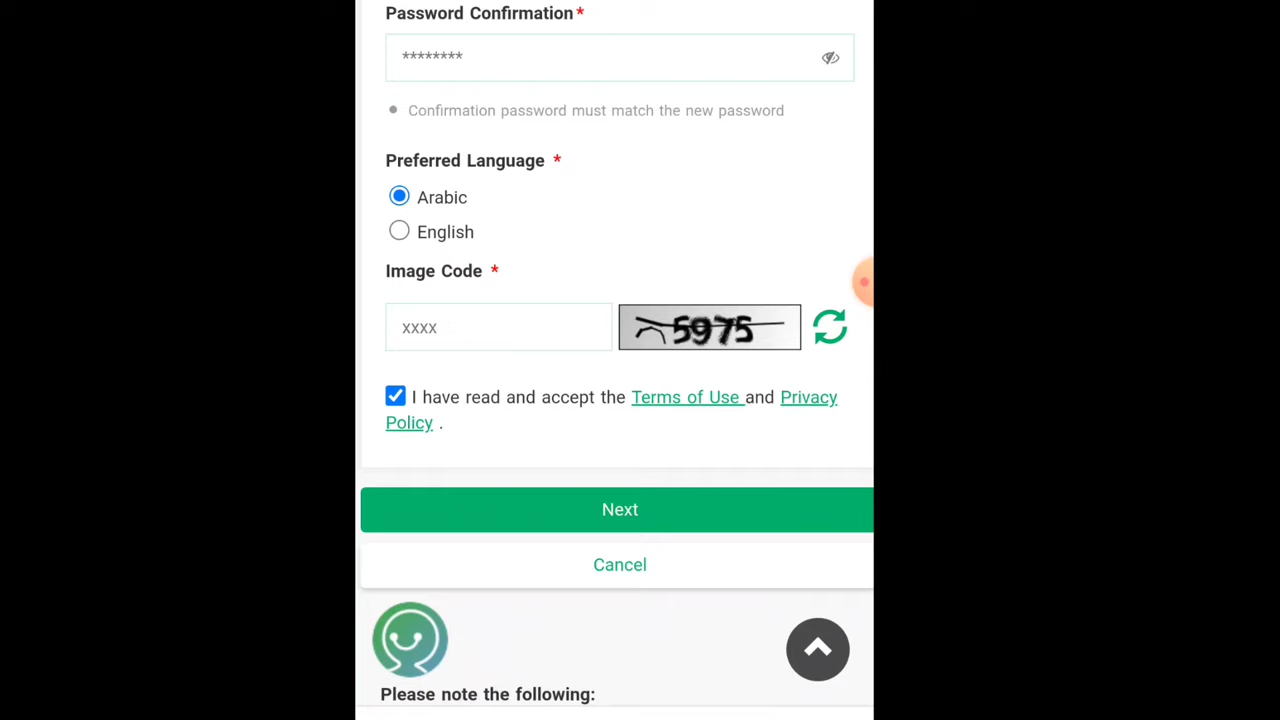 Password Confirmation *
********
Confirmation password must match the new password
Preferred Language *
Arabic
English
Image Code *
xxxx
5975
I have read and accept the Terms of Use and Privacy
Policy .
Next
Cancel
Please note the following: